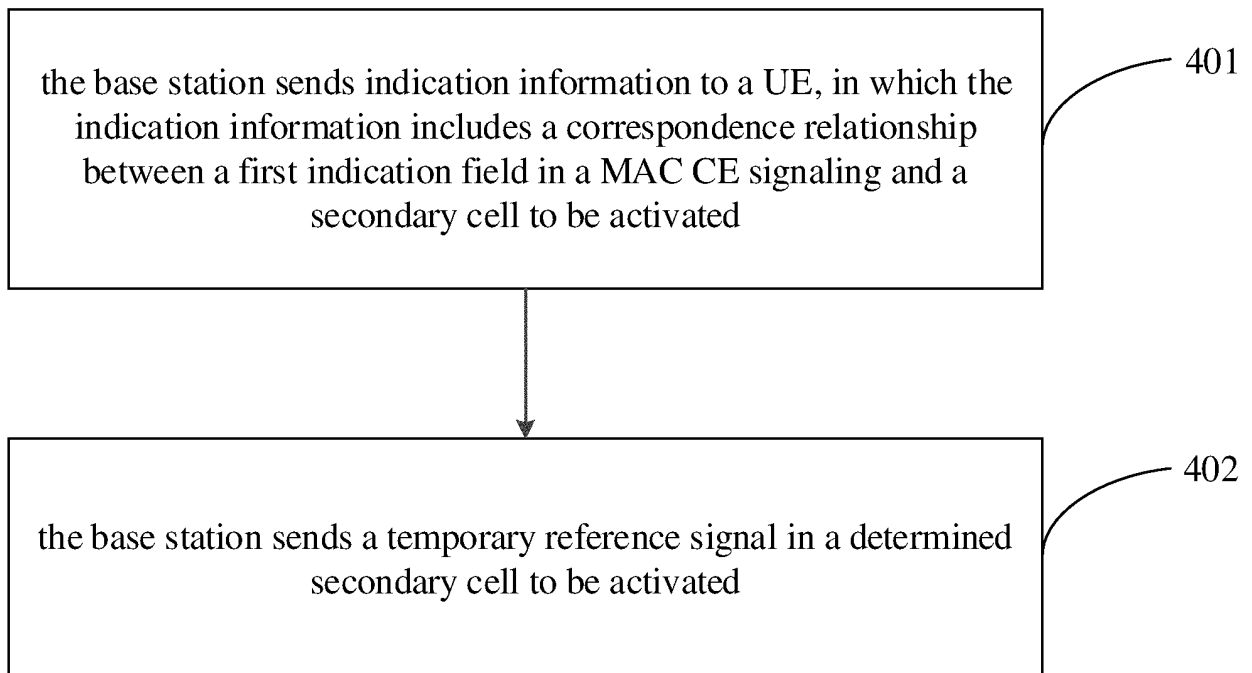 the base station sends indication information to a UE, in which the
indication information includes a correspondence relationship
between a first indication field in a MAC CE signaling and a
secondary cell to be activated
401
the base station sends a temporary reference signal in a determined
secondary cell to be activated
402